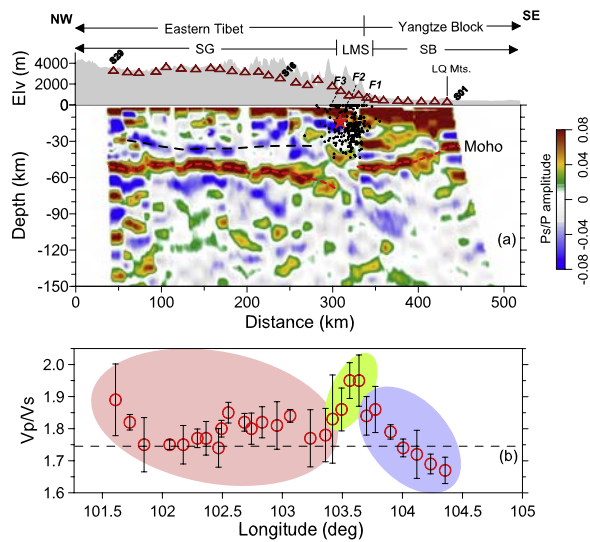 NW SE
Eastern Tibet Yangtze Block
SG LMS SB
S29 S16 F3 F2 F1 LQ Mts. S01
Elv (m)
4000
2000
0
-30
-60
-90
-120
-150
Depth (km)
Moho
(a)
0 100 200 300 400 500
Distance (km)
Ps/P amplitude
0.08
0.04
0
-0.04
-0.08
Vp/Vs
2.0
1.9
1.8
1.7
1.6
(b)
101.5 102 102.5 103 103.5 104 104.5 105
Longitude (deg)